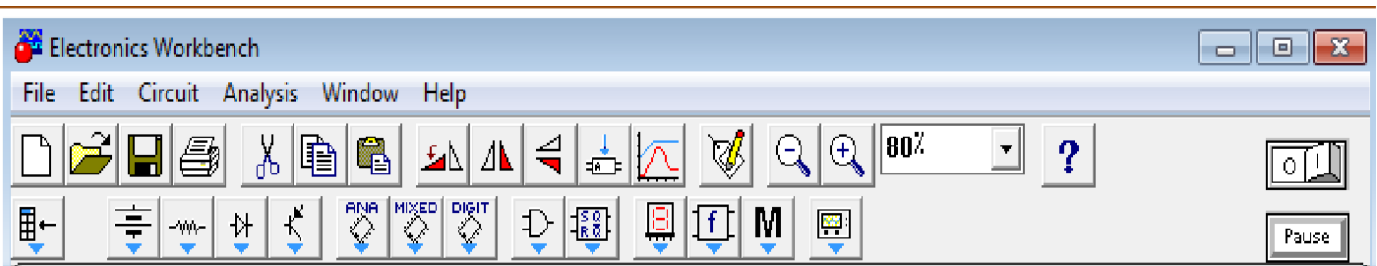 Electronics Workbench
File Edit Circuit Analysis Window Help
A 80% ?
0 1
ANA MIXED DIGIT f M
Pause